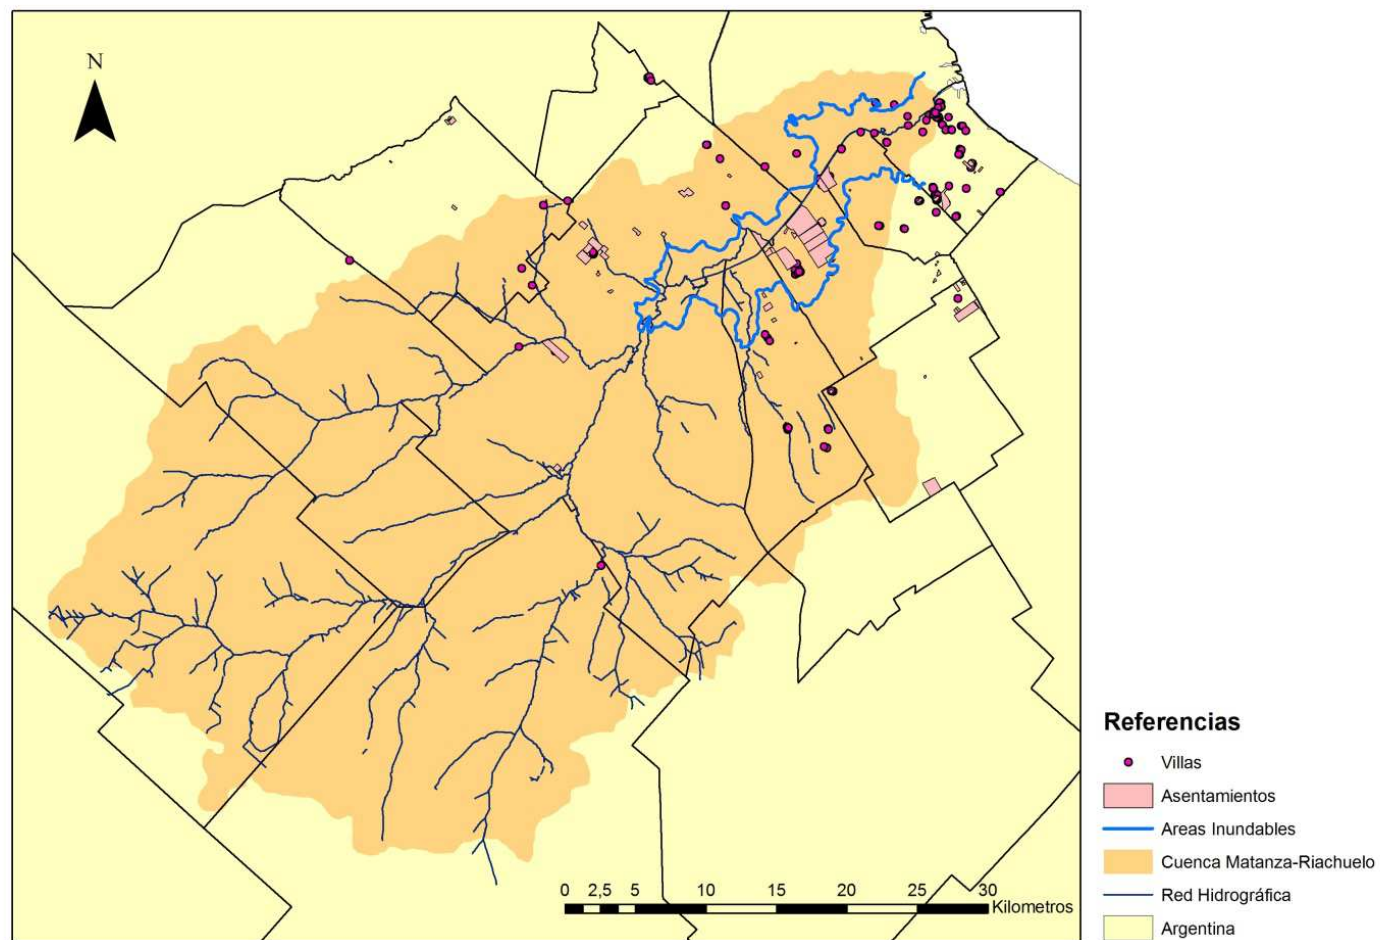 N
Referencias
Villas
Asentamientos
Areas Inundables
Cuenca Matanza-Riachuelo
Red Hidrográfica
Argentina
0 2,5 5 10 15 20 25 30
Kilometros